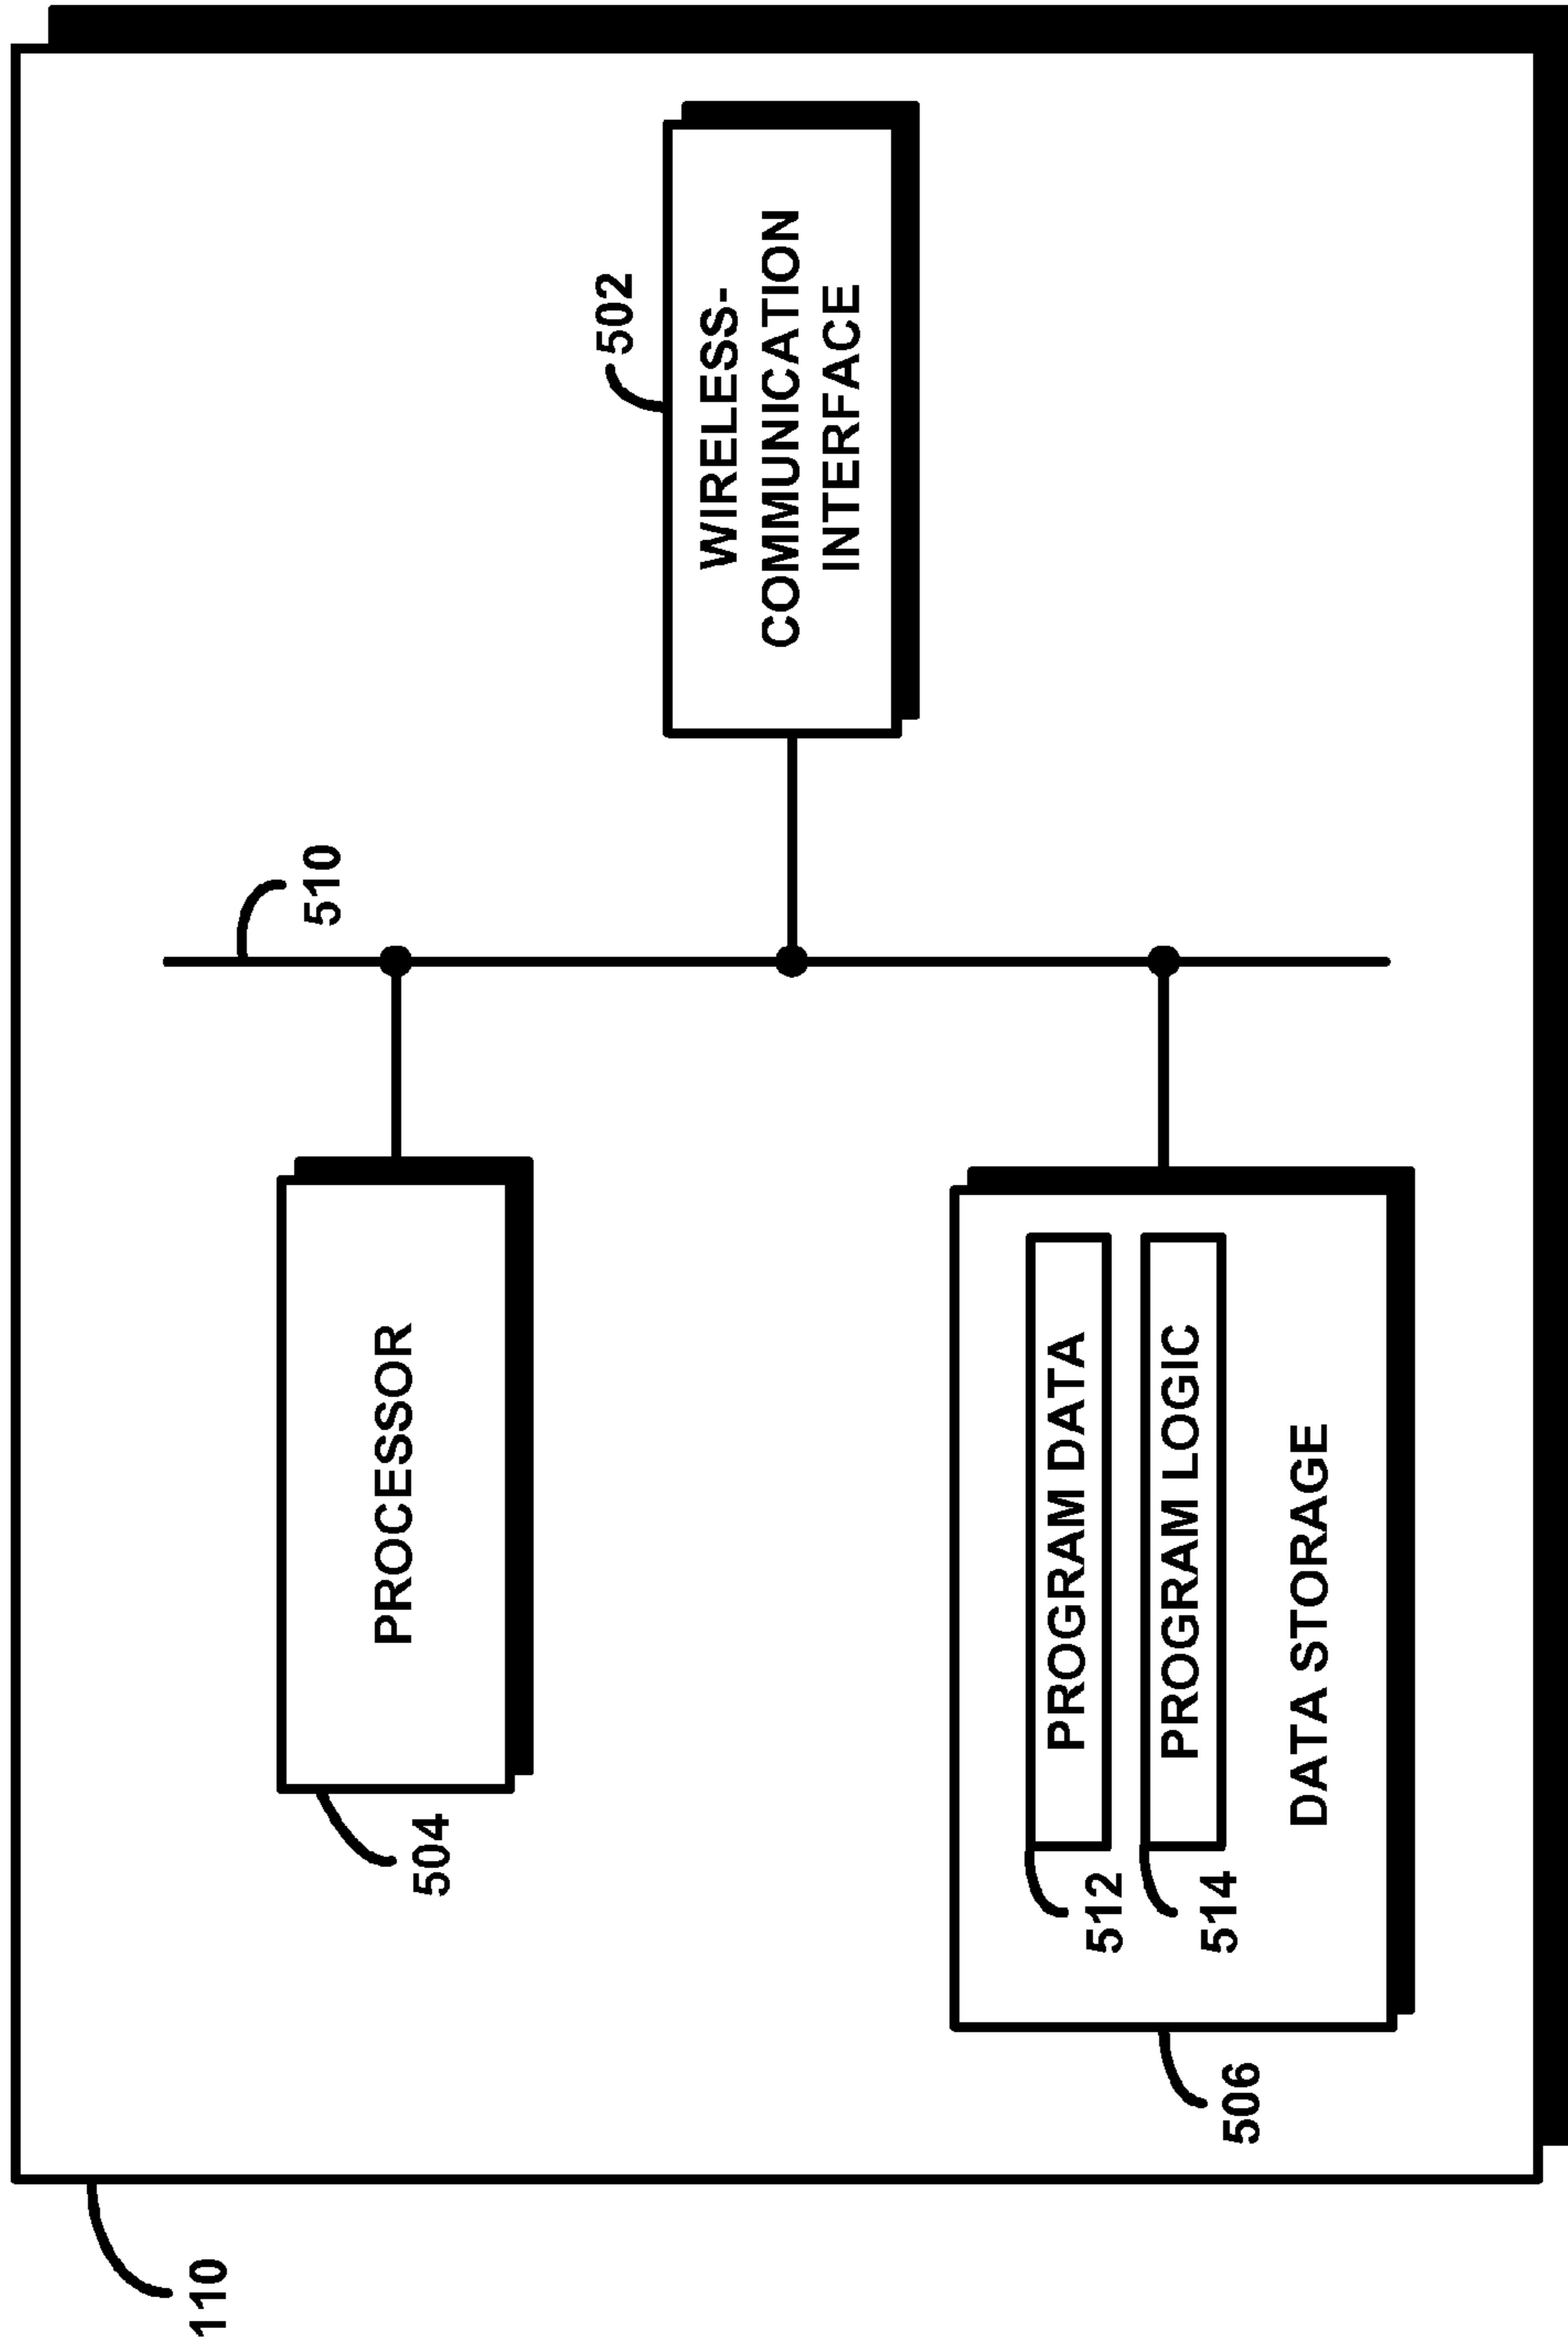 110
504
PROCESSOR
510
502
WIRELESS-
COMMUNICATION
INTERFACE
506
512
PROGRAM DATA
514
PROGRAM LOGIC
DATA STORAGE